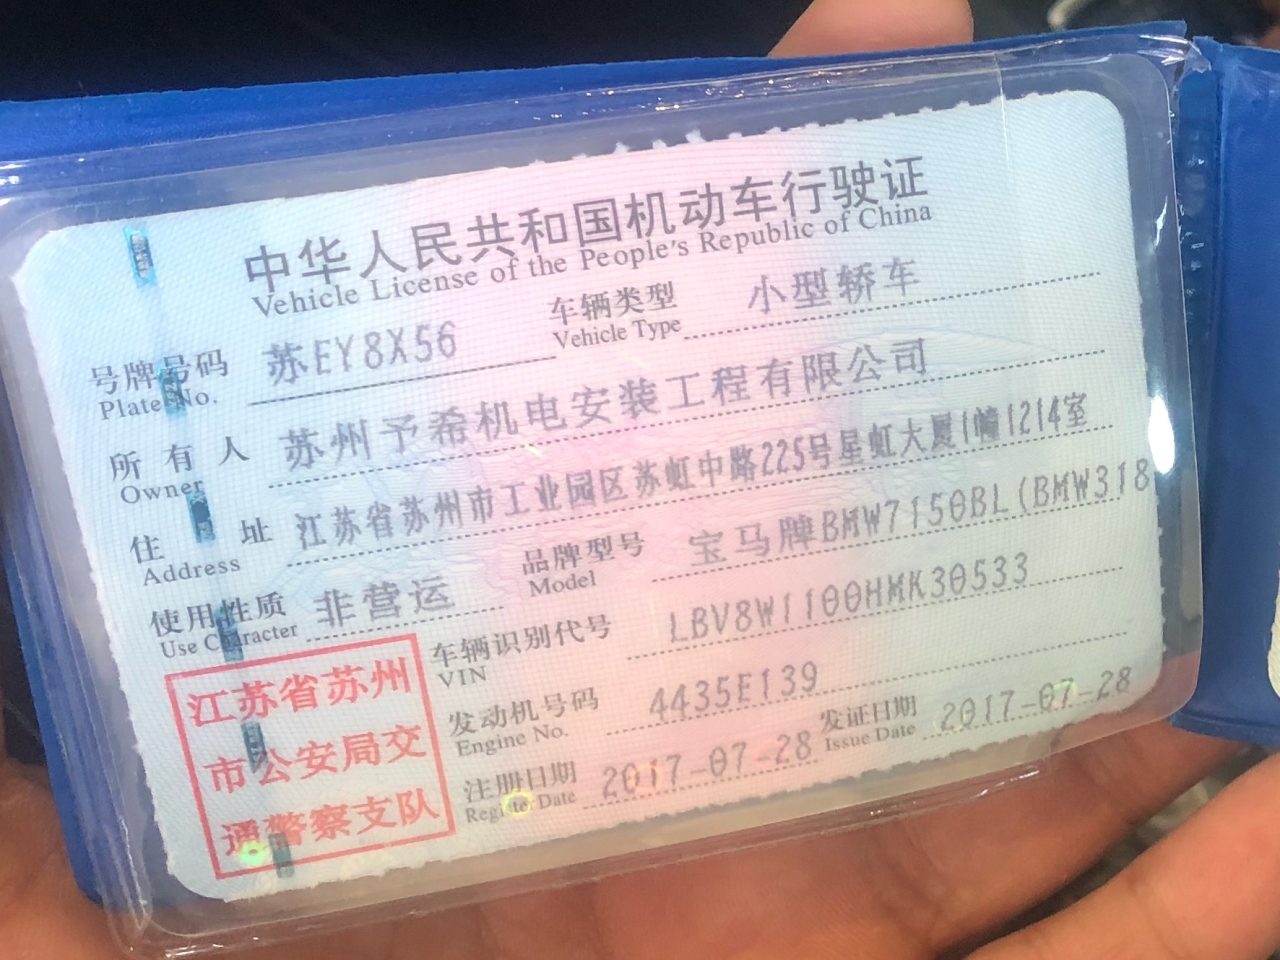 中华人民共和国机动车行驶证
Vehicle License of the People's Republic of China
号牌号码 苏EY8X56 车辆类型 小型轿车
Plate No. Vehicle Type
所有人 苏州予希机电安装工程有限公司
Owner
住址 江苏省苏州市工业园区苏虹中路225号星虹大厦1幢1214室
Address
使用性质 非营运 品牌型号 宝马牌BMW7150BL(BMW318
Use Character Model
车辆识别代号 LBV8W1100HMK30533
VIN
发动机号码 4435E139
Engine No.
注册日期 2017-07-28 发证日期 2017-07-28
Register Date Issue Date
江苏省苏州
市公安局交
通警察支队